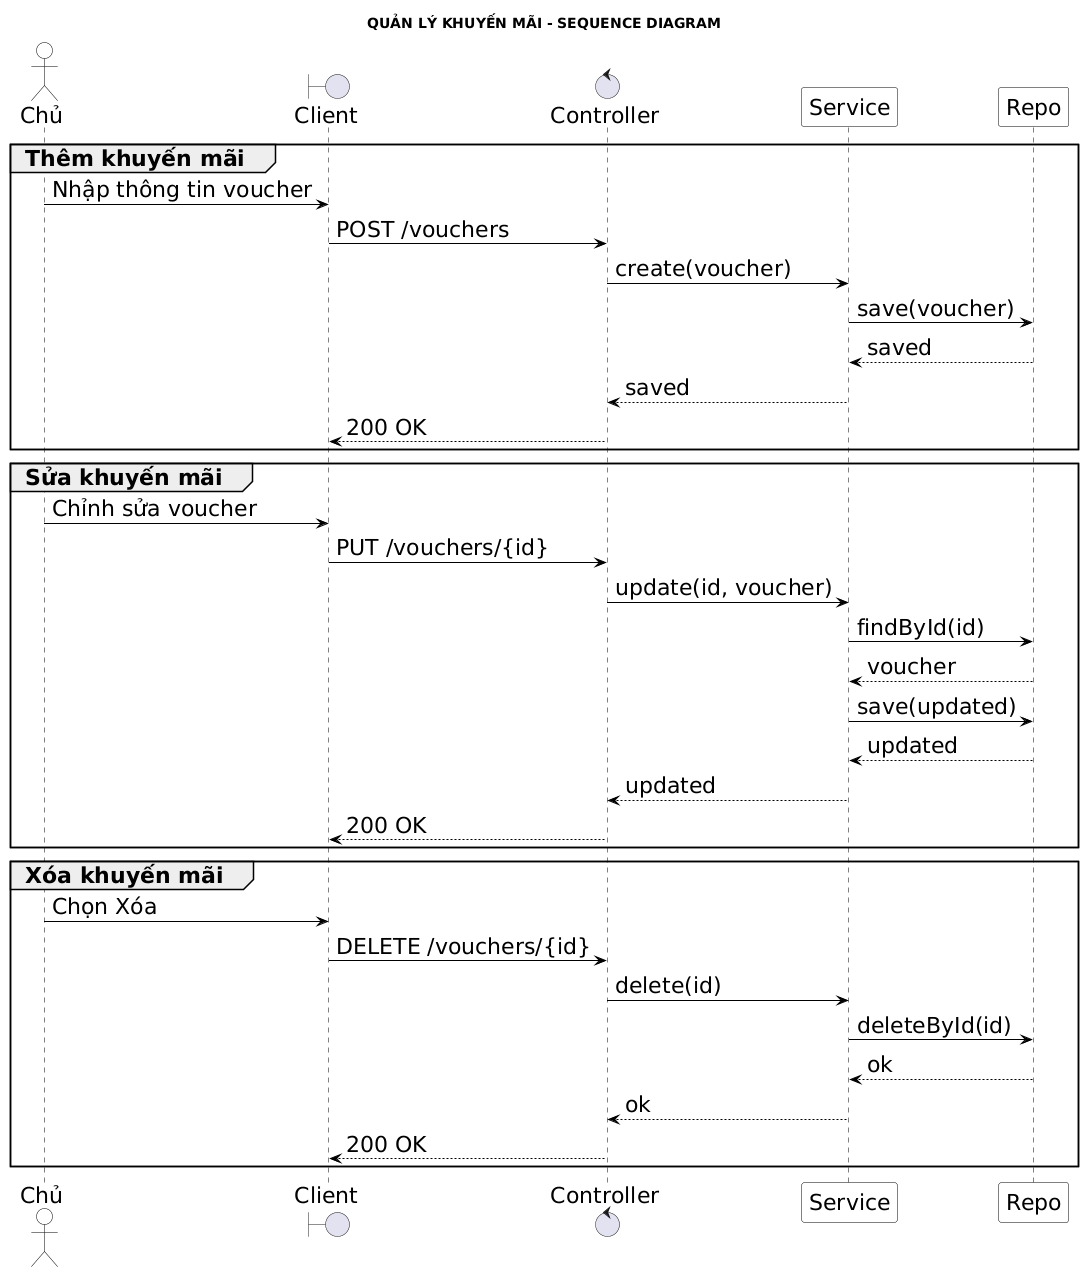 QUẢN LÝ KHUYẾN MÃI - SEQUENCE DIAGRAM
Chủ
Client
Controller
Service
Repo
Thêm khuyến mãi
Nhập thông tin voucher
POST /vouchers
create(voucher)
save(voucher)
saved
saved
200 OK
Sửa khuyến mãi
Chỉnh sửa voucher
PUT /vouchers/{id}
update(id, voucher)
findById(id)
voucher
save(updated)
updated
updated
200 OK
Xóa khuyến mãi
Chọn Xóa
DELETE /vouchers/{id}
delete(id)
deleteById(id)
ok
ok
200 OK
Chủ
Client
Controller
Service
Repo